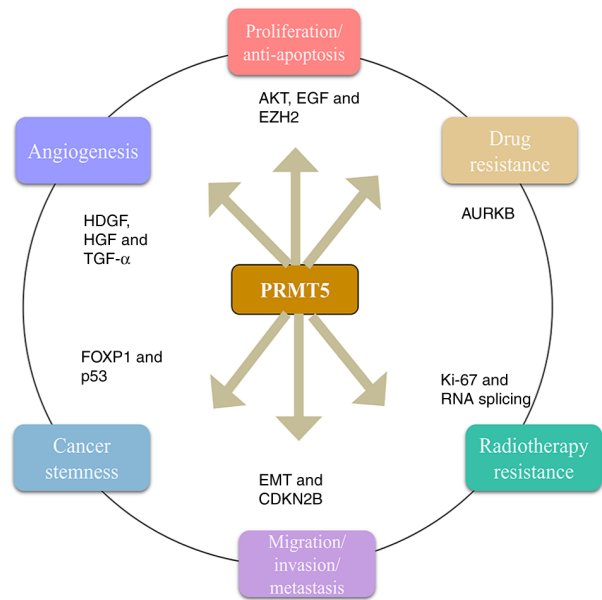 Proliferation/
anti-apoptosis
AKT, EGF and
EZH2
Angiogenesis
Drug
resistance
HDGF,
HGF and
TGF-α
AURKB
PRMT5
FOXP1 and
p53
Ki-67 and
RNA splicing
Cancer
stemness
Radiotherapy
resistance
EMT and
CDKN2B
Migration/
invasion/
metastasis